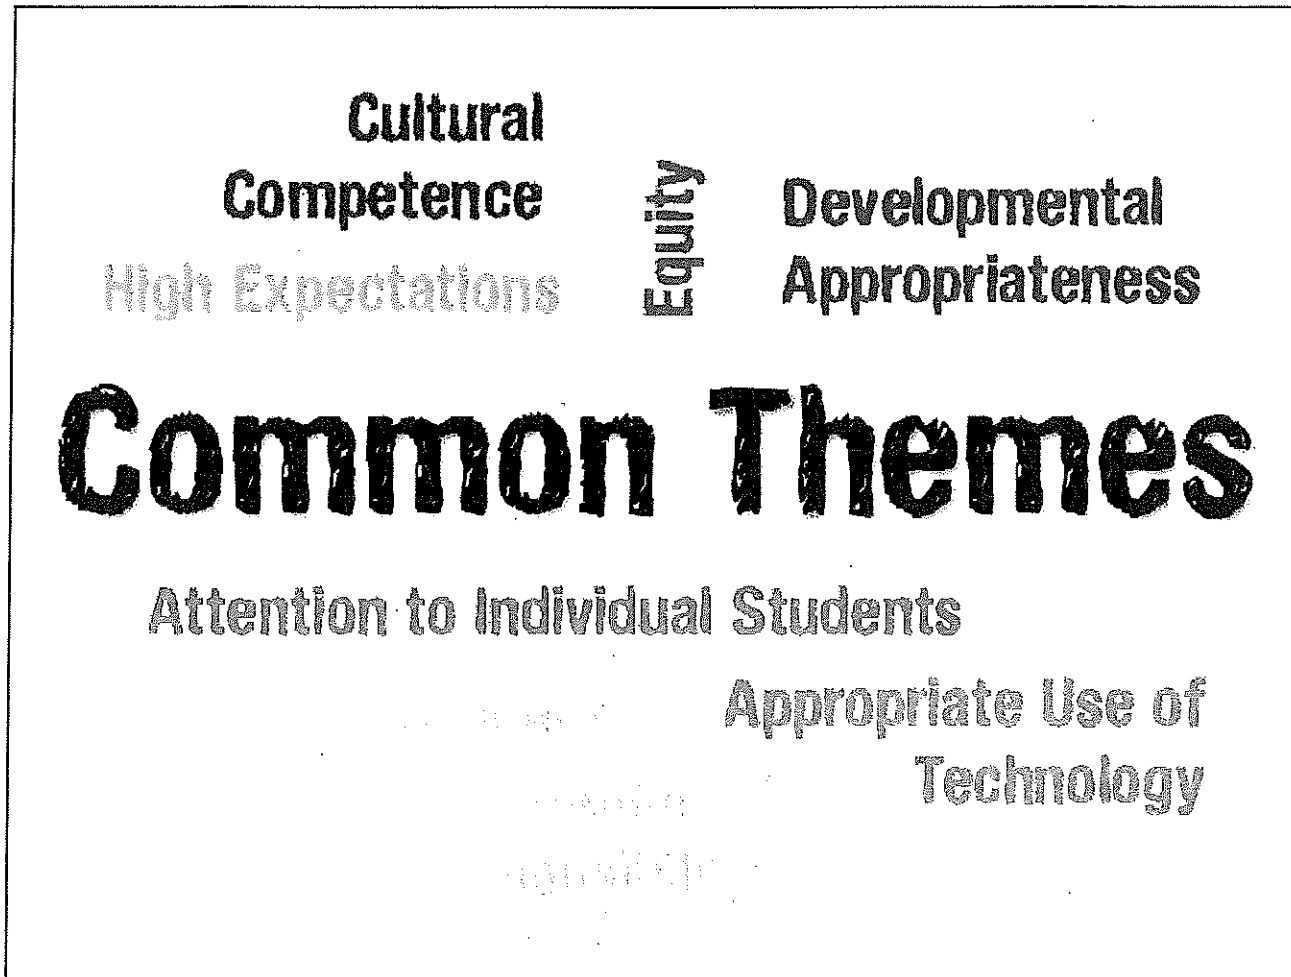 Cultural
Competence
High Expectations
Equity
Developmental
Appropriateness
Common Themes
Attention to Individual Students
Appropriate Use of
Technology